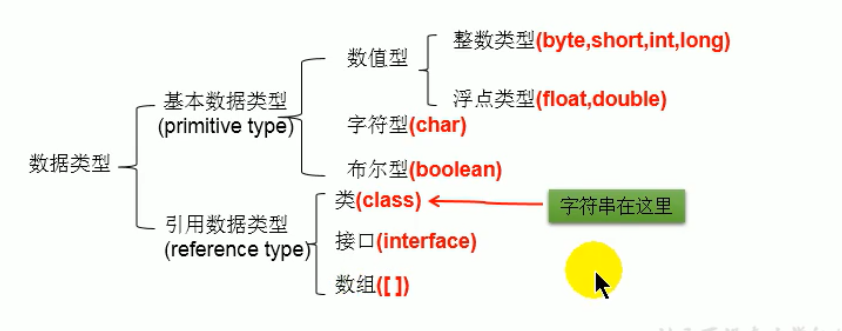 数据类型
基本数据类型
(primitive type)
数值型
整数类型(byte,short,int,long)
浮点类型(float,double)
字符型(char)
布尔型(boolean)
引用数据类型
(reference type)
类(class)
字符串在这里
接口(interface)
数组([ ])